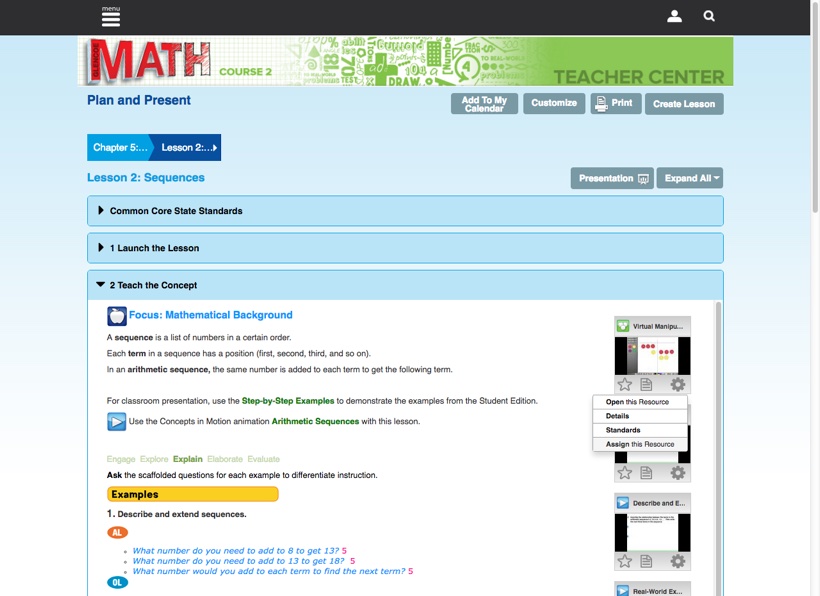 menu
GLENCOE
MATH
COURSE 2
TEACHER CENTER
Plan and Present
Add To My
Calendar
Customize
Print
Create Lesson
Chapter 5:...
Lesson 2:...
Lesson 2: Sequences
Presentation
Expand All
Common Core State Standards
1 Launch the Lesson
2 Teach the Concept
Focus: Mathematical Background
A sequence is a list of numbers in a certain order.
Each term in a sequence has a position (first, second, third, and so on).
In an arithmetic sequence, the same number is added to each term to get the following term.
For classroom presentation, use the Step-by-Step Examples to demonstrate the examples from the Student Edition.
Use the Concepts in Motion animation Arithmetic Sequences with this lesson.
Engage Explore Explain Elaborate Evaluate
Ask the scaffolded questions for each example to differentiate instruction.
Examples
1. Describe and extend sequences.
AL
What number do you need to add to 8 to get 13? 5
What number do you need to add to 13 to get 18? 5
What number would you add to each term to find the next term? 5
OL
Virtual Manipu...
Open this Resource
Details
Standards
Assign this Resource
Describe and E...
Real-World Ex...